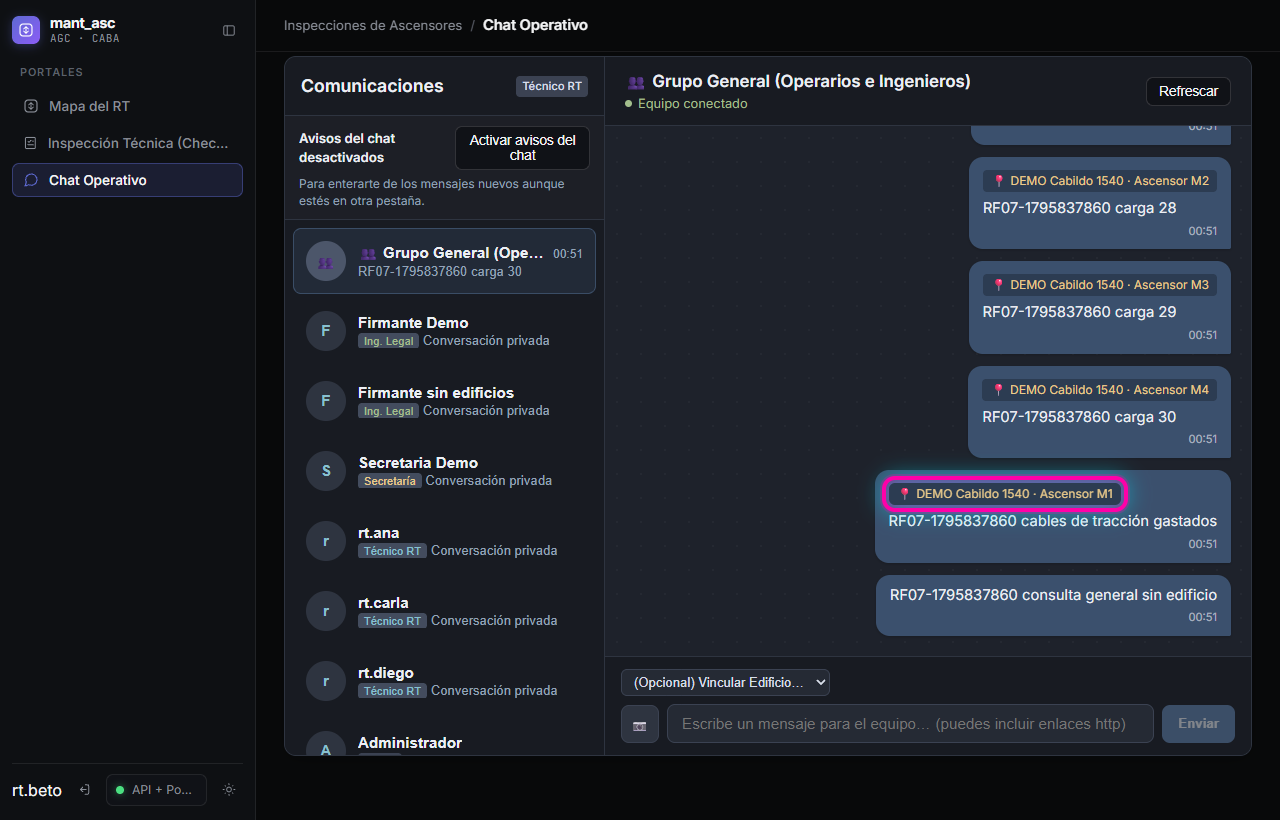 mant_asc
AGC · CABA
PORTALES
Mapa del RT
Inspección Técnica (Chec...
Chat Operativo
rt.beto
API + Po...
Inspecciones de Ascensores / Chat Operativo
Comunicaciones
Técnico RT
Avisos del chat desactivados
Activar avisos del chat
Para enterarte de los mensajes nuevos aunque
estés en otra pestaña.
Grupo General (Ope... 00:51
RF07-1795837860 carga 30
F
Firmante Demo
Ing. Legal Conversación privada
F
Firmante sin edificios
Ing. Legal Conversación privada
S
Secretaria Demo
Secretaría Conversación privada
r
rt.ana
Técnico RT Conversación privada
r
rt.carla
Técnico RT Conversación privada
r
rt.diego
Técnico RT Conversación privada
A
Administrador
Grupo General (Operarios e Ingenieros)
Equipo conectado
Refrescar
00:51
DEMO Cabildo 1540 · Ascensor M2
RF07-1795837860 carga 28
00:51
DEMO Cabildo 1540 · Ascensor M3
RF07-1795837860 carga 29
00:51
DEMO Cabildo 1540 · Ascensor M4
RF07-1795837860 carga 30
00:51
DEMO Cabildo 1540 · Ascensor M1
RF07-1795837860 cables de tracción gastados
00:51
RF07-1795837860 consulta general sin edificio
00:51
(Opcional) Vincular Edificio...
Escribe un mensaje para el equipo... (puedes incluir enlaces http)
Enviar